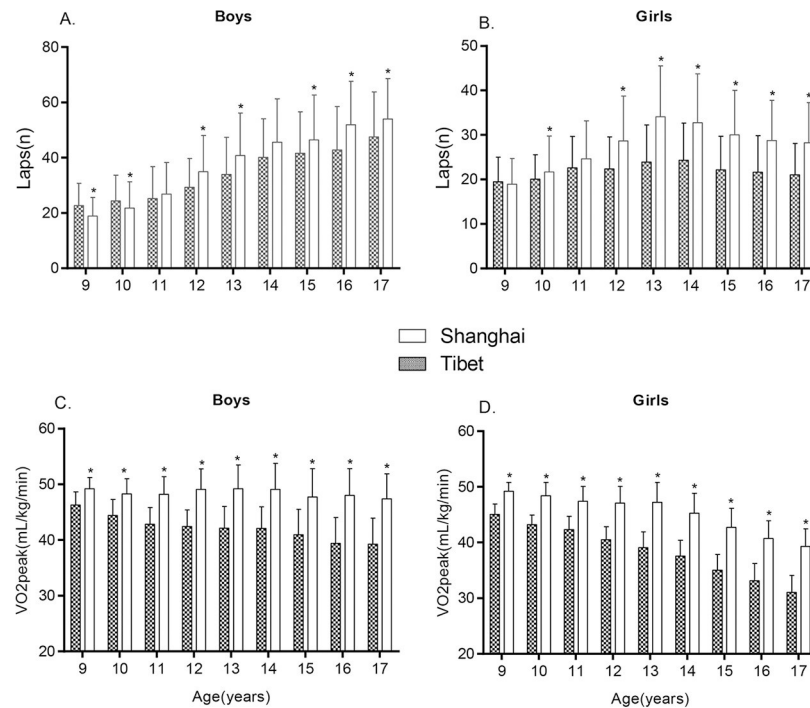 A.
Boys
80
60
40
20
0
Laps(n)
* * * * * * *
9 10 11 12 13 14 15 16 17
B.
Girls
50
40
30
20
10
0
Laps(n)
* * * * * * *
9 10 11 12 13 14 15 16 17
Shanghai
Tibet
C.
Boys
60
50
40
20
VO2peak(mL/kg/min)
* * * * * * * * *
9 10 11 12 13 14 15 16 17
Age(years)
D.
Girls
60
50
40
30
20
VO2peak(mL/kg/min)
* * * * * * * * *
9 10 11 12 13 14 15 16 17
Age(years)